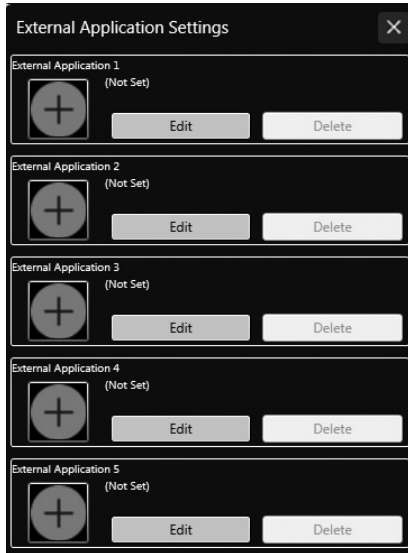 External Application Settings
External Application 1
(Not Set)
Edit Delete
External Application 2
(Not Set)
Edit Delete
External Application 3
(Not Set)
Edit Delete
External Application 4
(Not Set)
Edit Delete
External Application 5
(Not Set)
Edit Delete